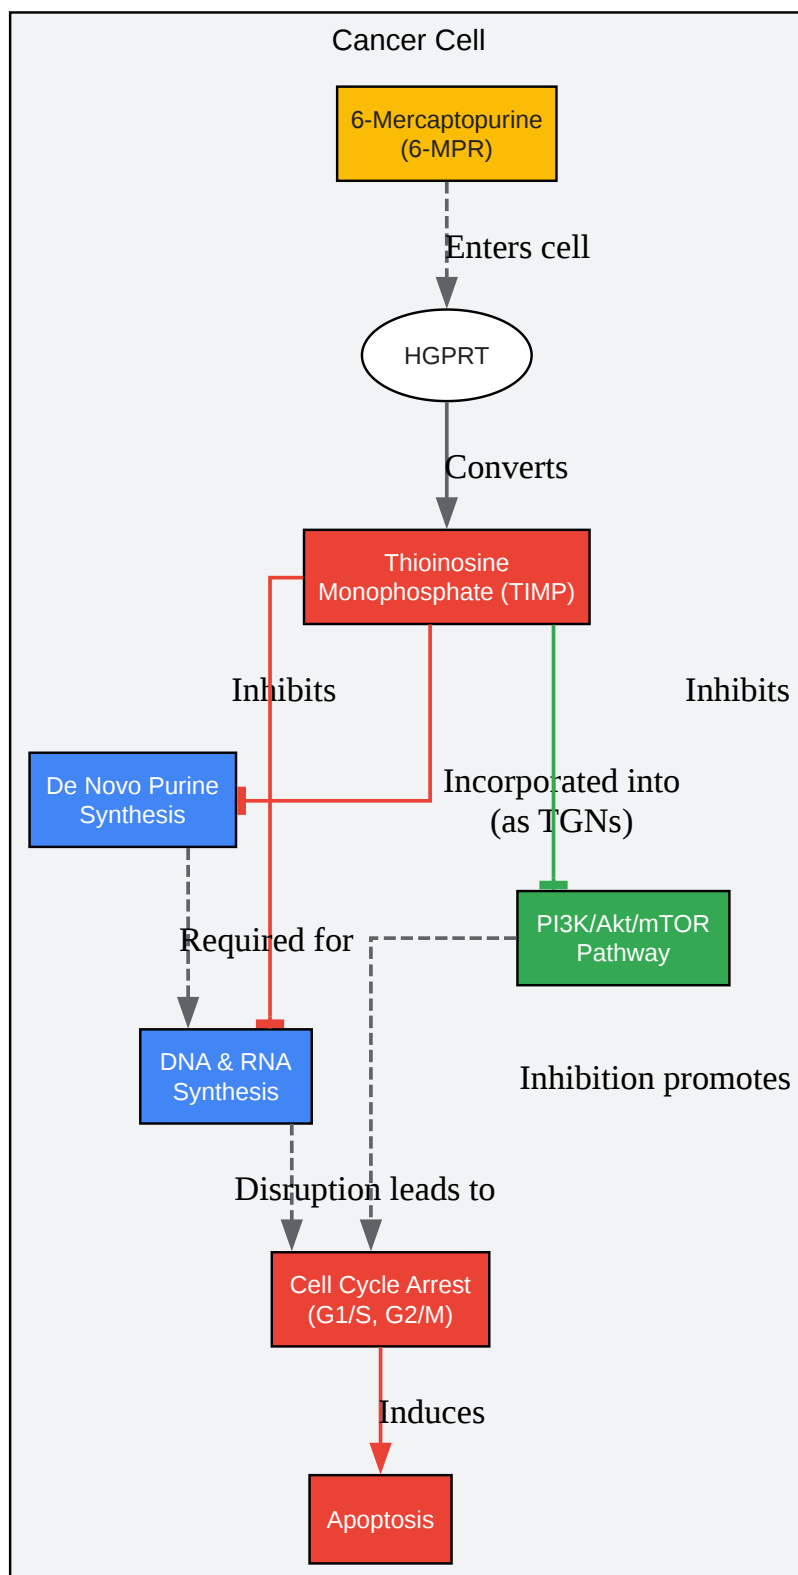 Cancer Cell
6-Mercaptopurine
(6-MPR)
Enters cell
HGPRT
Converts
Thioinosine
Monophosphate (TIMP)
Inhibits
Inhibits
De Novo Purine
Synthesis
Incorporated into
(as TGNs)
Required for
PI3K/Akt/mTOR
Pathway
DNA & RNA
Synthesis
Inhibition promotes
Disruption leads to
Cell Cycle Arrest
(G1/S, G2/M)
Induces
Apoptosis